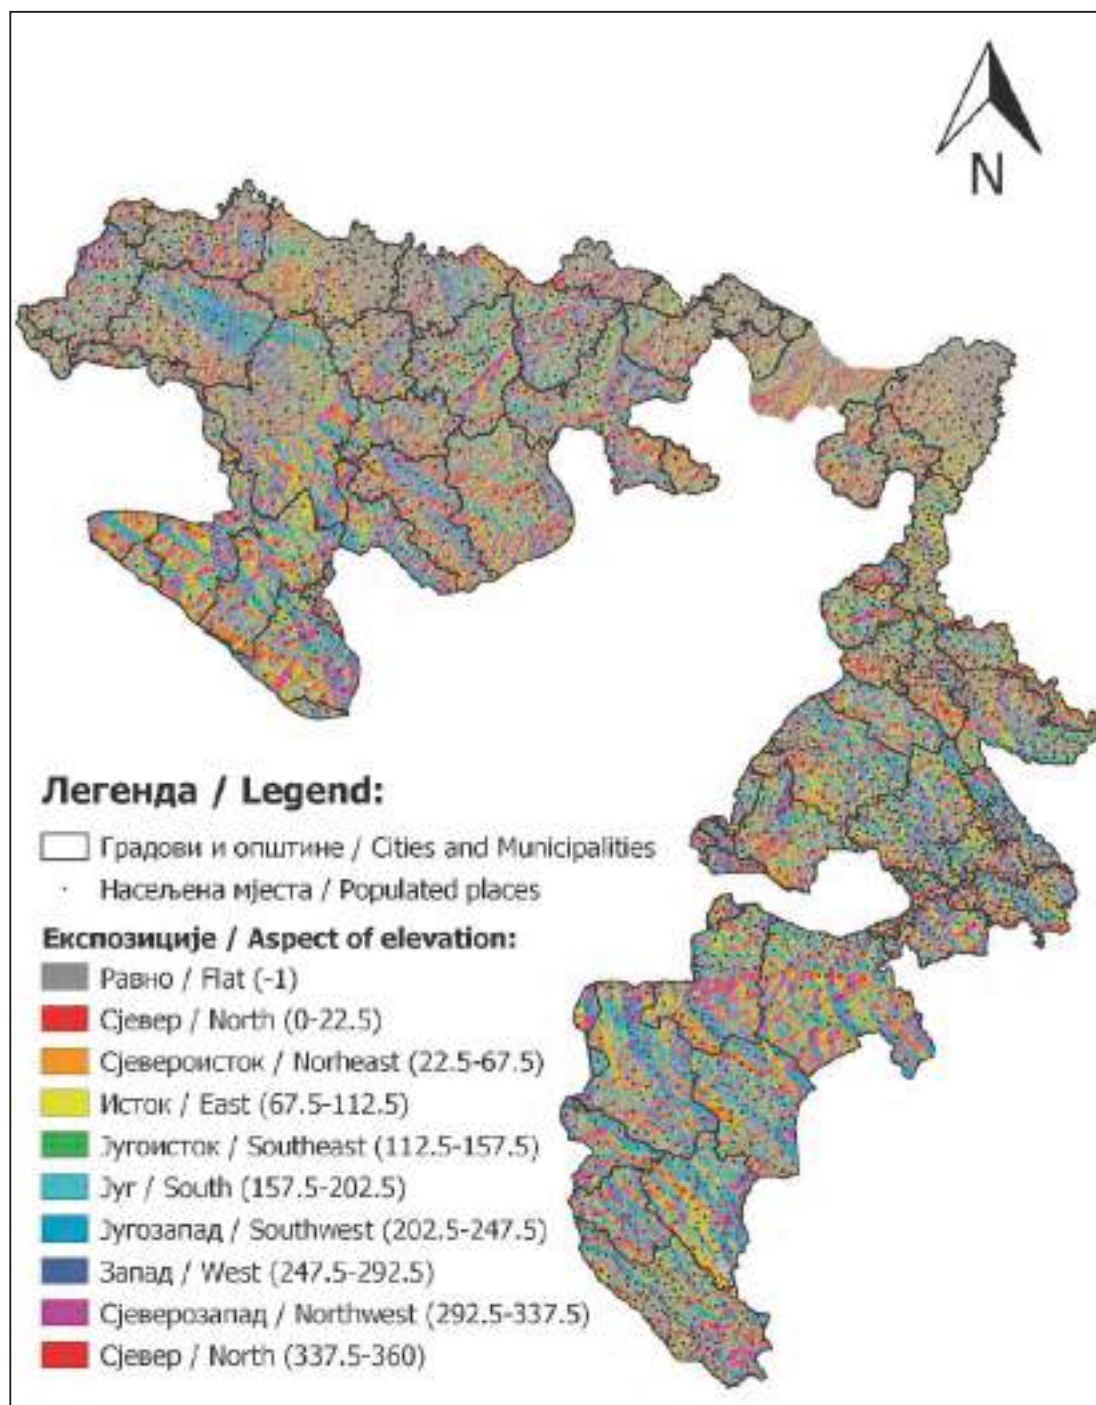 N
Легенда / Legend:
Градови и општине / Cities and Municipalities
Насељена мјеста / Populated places
Експозиције / Aspect of elevation:
Равно / Flat (-1)
Сјевер / North (0-22.5)
Сјевероисток / Norheast (22.5-67.5)
Исток / East (67.5-112.5)
Југоисток / Southeast (112.5-157.5)
Југ / South (157.5-202.5)
Југозапад / Southwest (202.5-247.5)
Запад / West (247.5-292.5)
Сјеверозапад / Northwest (292.5-337.5)
Сјевер / North (337.5-360)